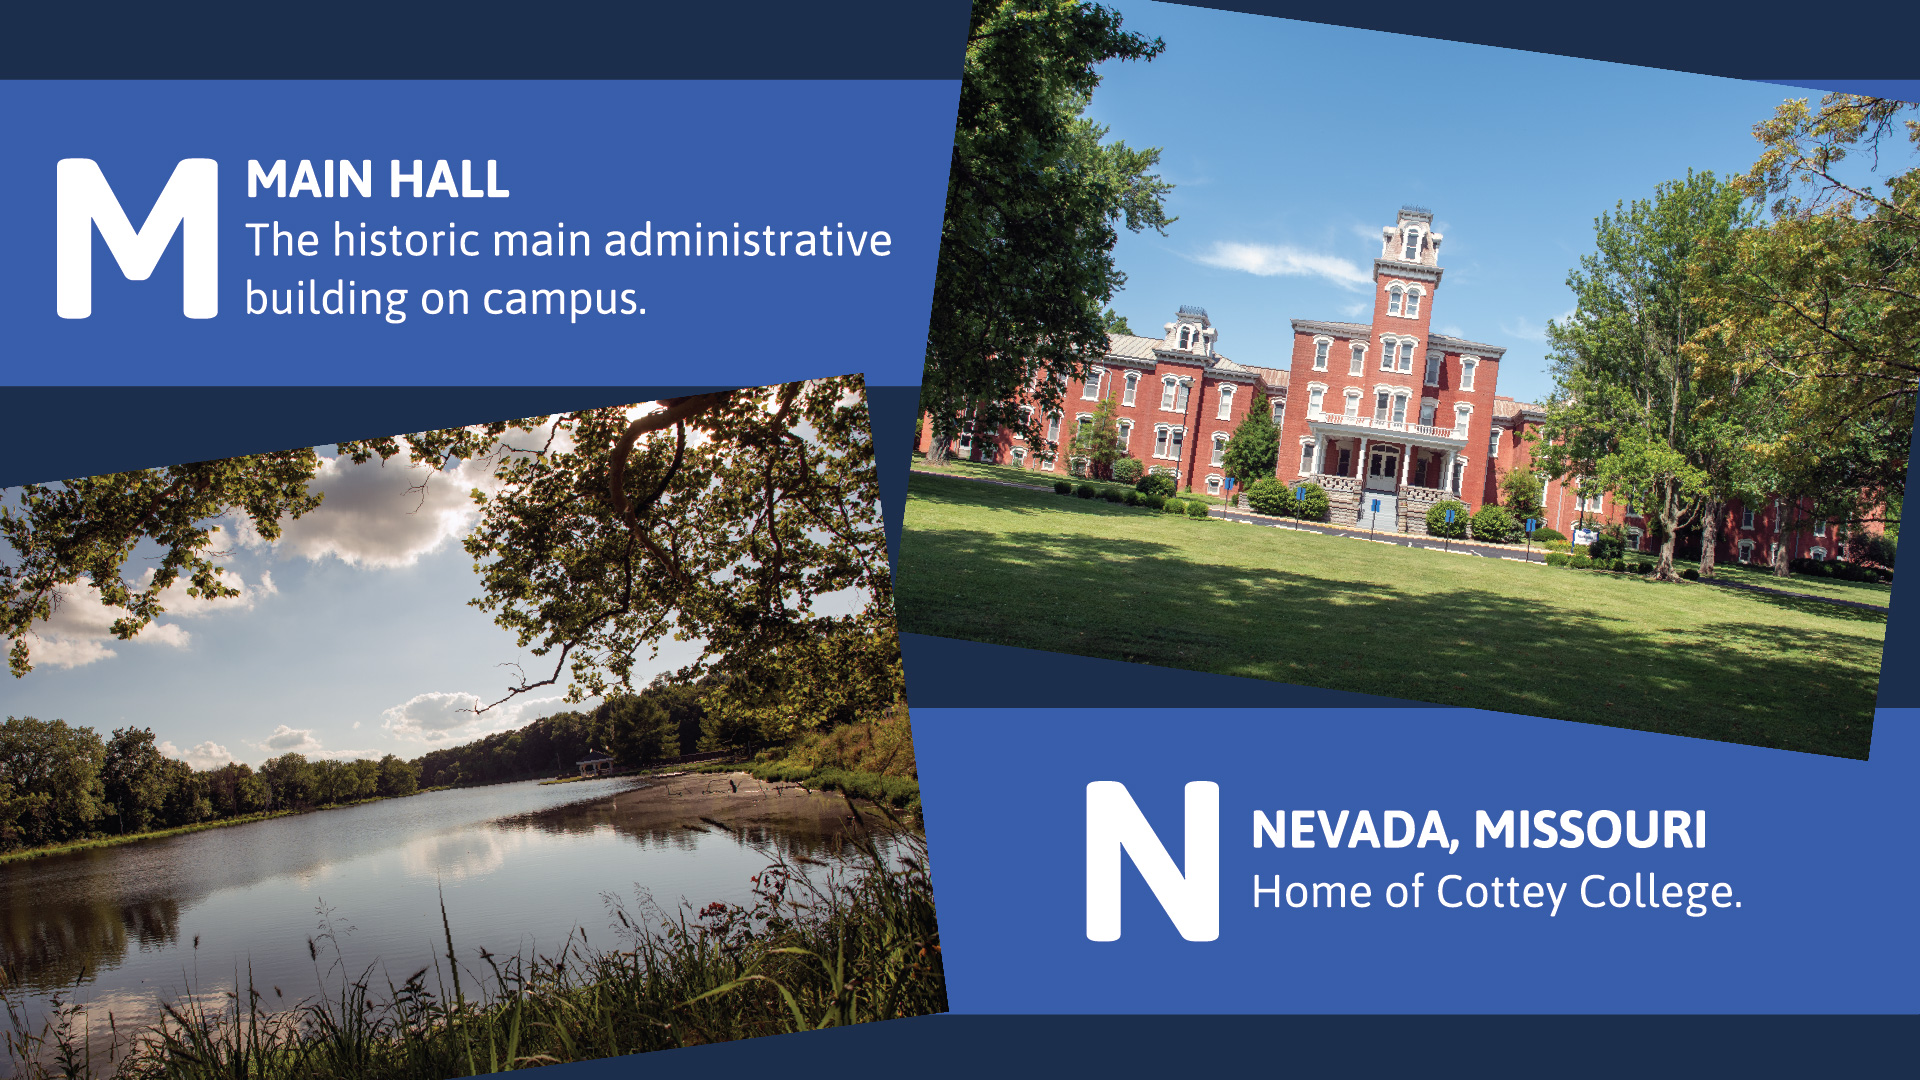 M
MAIN HALL
The historic main administrative
building on campus.
N
NEVADA, MISSOURI
Home of Cottey College.